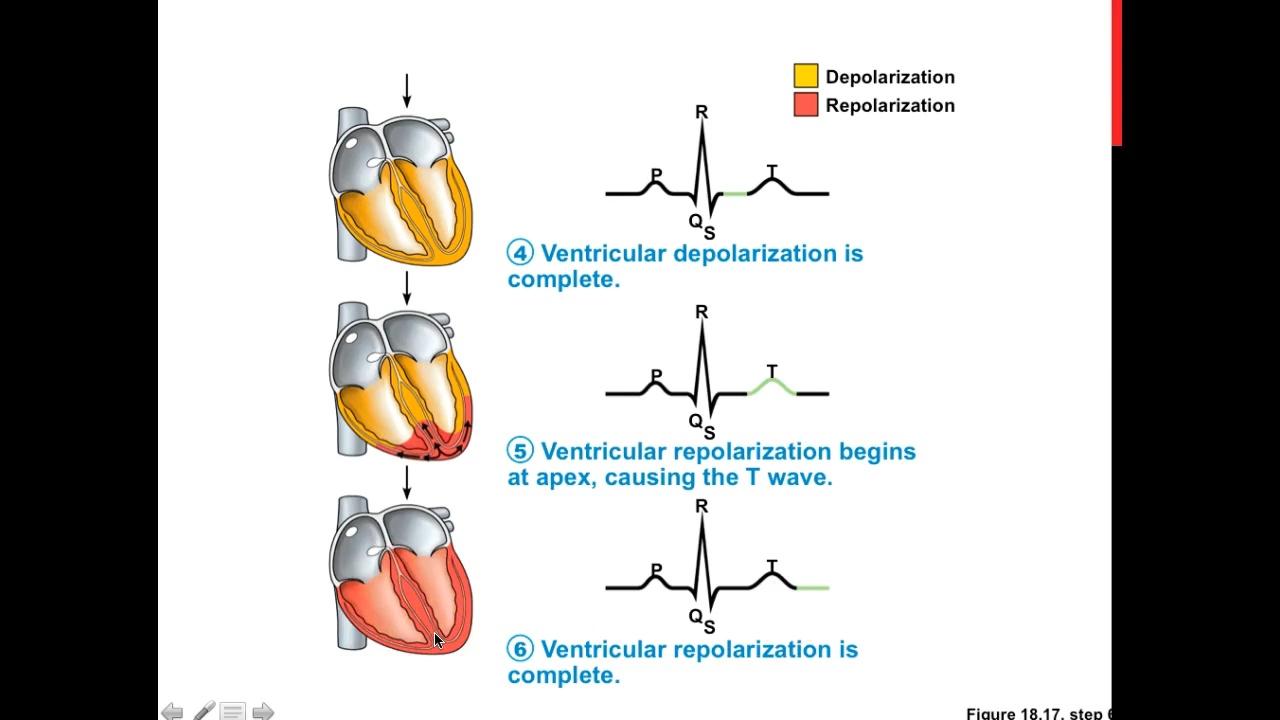 Depolarization
Repolarization
R
P
T
Q
S
④ Ventricular depolarization is
complete.
R
P
T
Q
S
⑤ Ventricular repolarization begins
at apex, causing the T wave.
R
P
T
Q
S
⑥ Ventricular repolarization is
complete.
Figure 18.17, step 6